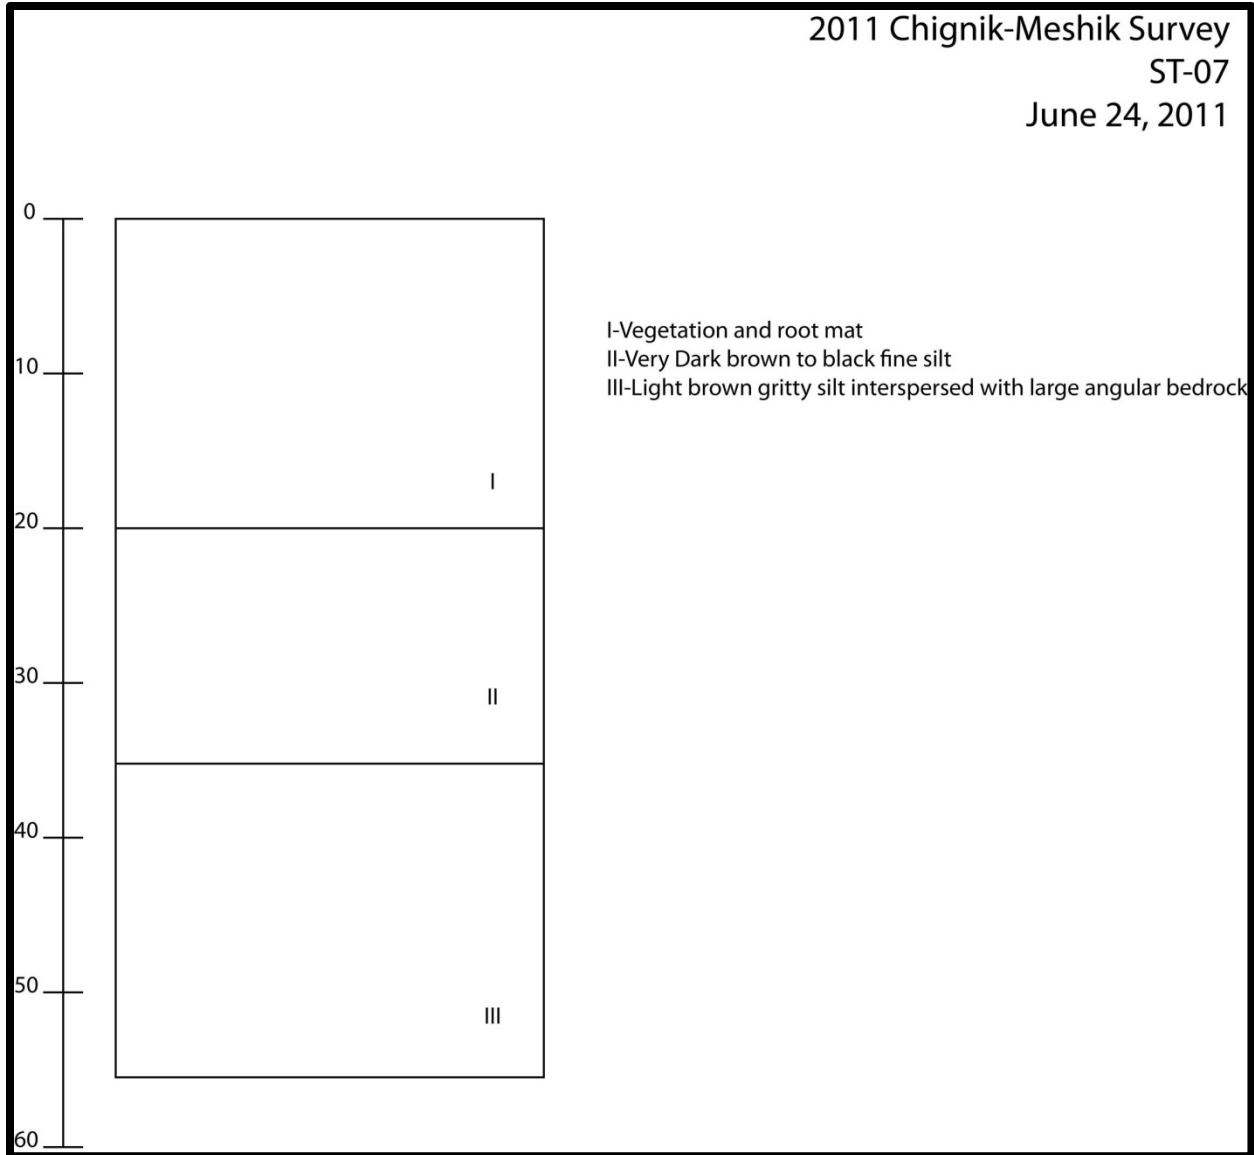 2011 Chignik-Meshik Survey
ST-07
June 24, 2011
0
10
20
30
40
50
60
I
II
III
I-Vegetation and root mat
II-Very Dark brown to black fine silt
III-Light brown gritty silt interspersed with large angular bedrock